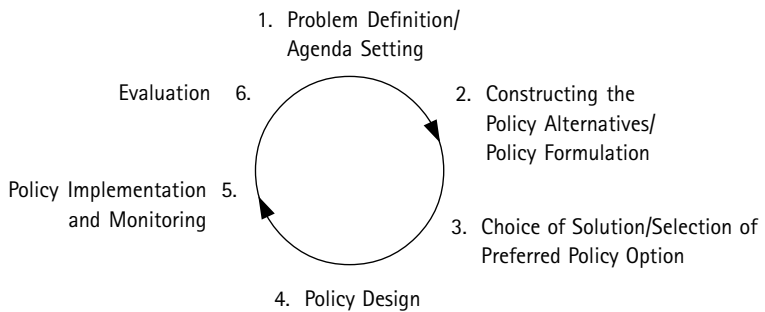 1. Problem Definition/
Agenda Setting
2. Constructing the
Policy Alternatives/
Policy Formulation
3. Choice of Solution/Selection of
Preferred Policy Option
4. Policy Design
Policy Implementation 5.
and Monitoring
Evaluation 6.